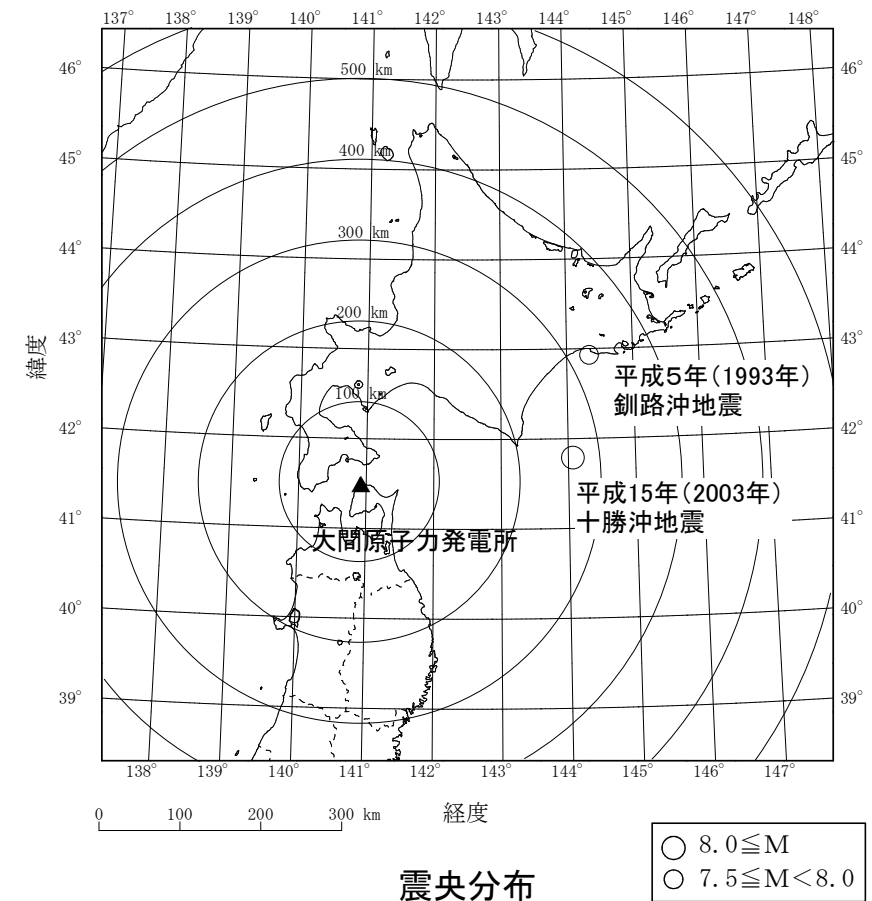 137° 138° 139° 140° 141° 142° 143° 144° 145° 146° 147° 148°
46° 46°
500 km
45° 45°
400 km
44° 44°
300 km
43° 43°
200 km
緯度
平成5年(1993年)
釧路沖地震
100 km
42° 42°
平成15年(2003年)
十勝沖地震
41° 41°
大間原子力発電所
40° 40°
39° 39°
138° 139° 140° 141° 142° 143° 144° 145° 146° 147°
0 100 200 300 km
経度
8.0≦M
7.5≦M<8.0
震央分布